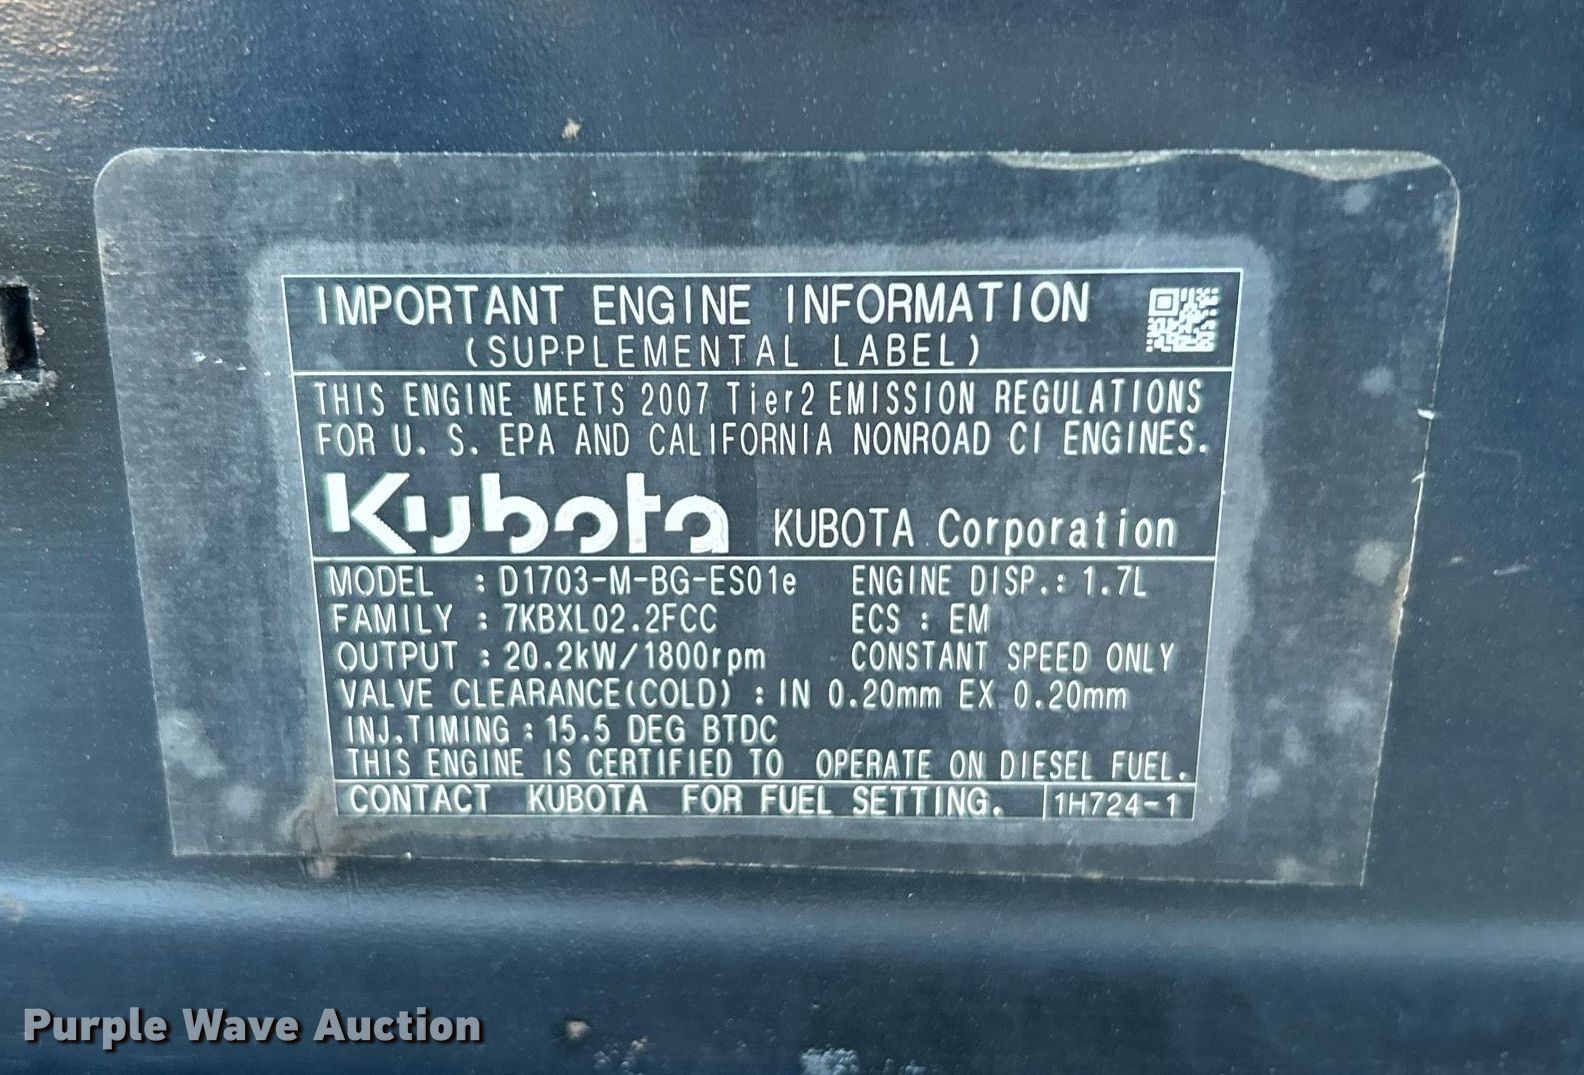 IMPORTANT ENGINE INFORMATION
(SUPPLEMENTAL LABEL)
THIS ENGINE MEETS 2007 Tier2 EMISSION REGULATIONS
FOR U. S. EPA AND CALIFORNIA NONROAD CI ENGINES.
Kubota KUBOTA Corporation
MODEL : D1703-M-BG-ES01e ENGINE DISP.: 1.7L
FAMILY : 7KBXL02.2FCC ECS : EM
OUTPUT : 20.2kW/1800rpm CONSTANT SPEED ONLY
VALVE CLEARANCE(COLD) : IN 0.20mm EX 0.20mm
INJ.TIMING : 15.5 DEG BTDC
THIS ENGINE IS CERTIFIED TO OPERATE ON DIESEL FUEL.
CONTACT KUBOTA FOR FUEL SETTING. 1H724-1
Purple Wave Auction